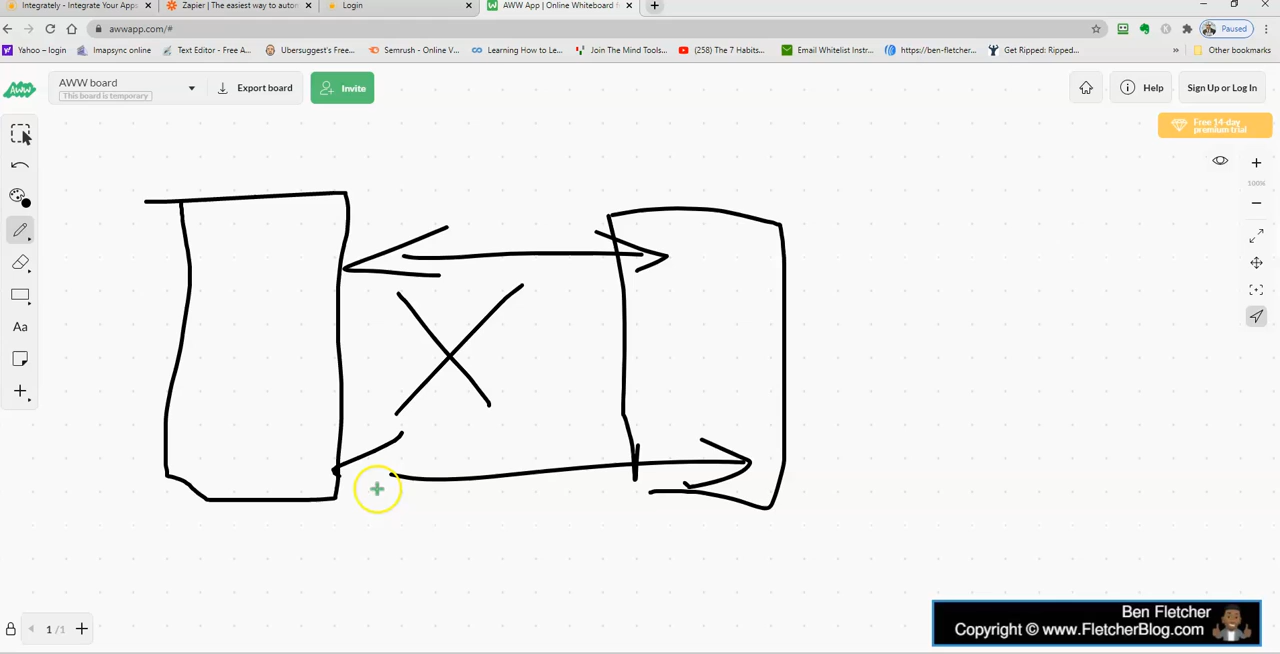 Integrately - Integrate Your Apps
Zapier | The easiest way to autom
Login
AWW App | Online Whiteboard f
awwapp.com/#
Paused
Yahoo – login
Imapsync online
Text Editor - Free A...
Ubersuggest's Free...
Semrush - Online V...
Learning How to Le...
Join The Mind Tools...
(258) The 7 Habits...
Email Whitelist Instr...
https://ben-fletcher...
Get Ripped: Ripped...
»
Other bookmarks
AWW
AWW board
This board is temporary
Export board
Invite
Help
Sign Up or Log In
Free 14-day
premium trial
100%
Aa
1 /1
Ben Fletcher
Copyright © www.FletcherBlog.com